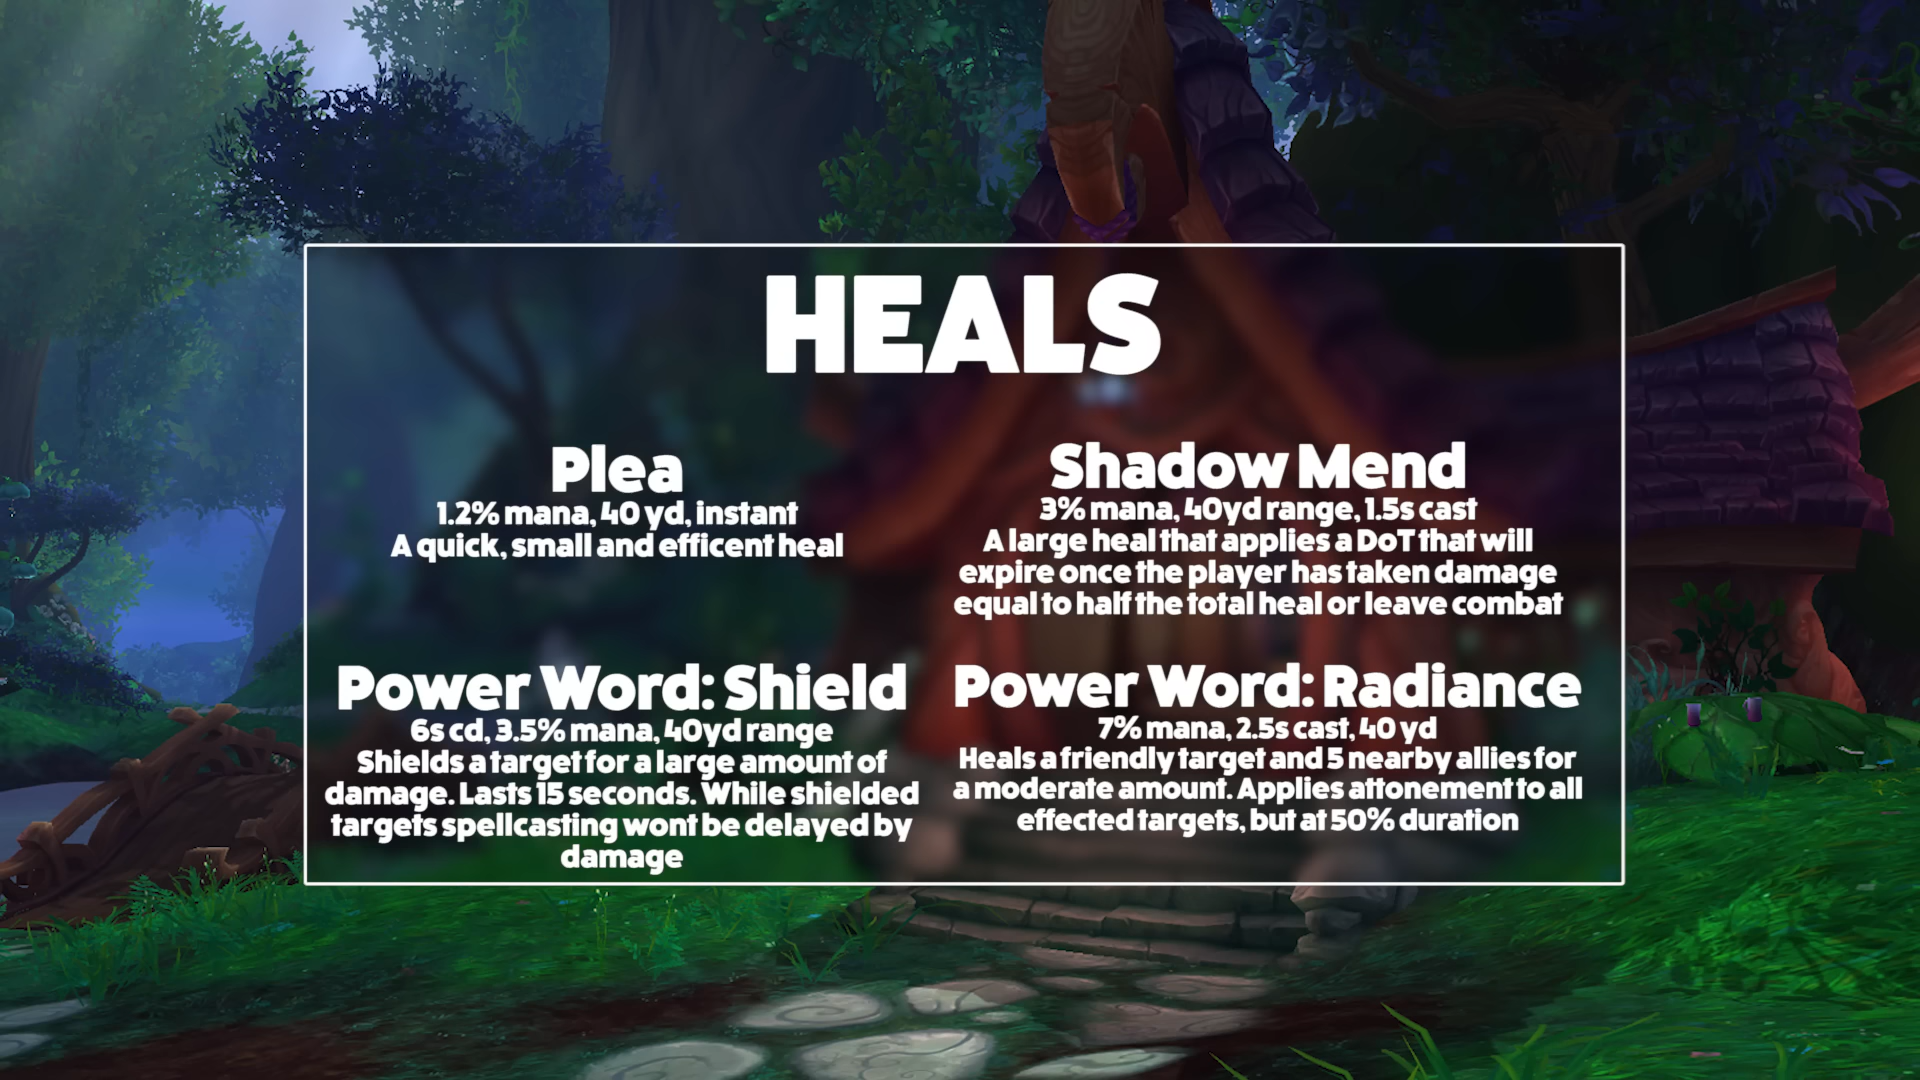 HEALS
Plea
1.2% mana, 40 yd, instant
A quick, small and efficent heal
Shadow Mend
3% mana, 40yd range, 1.5s cast
A large heal that applies a DoT that will
expire once the player has taken damage
equal to half the total heal or leave combat
Power Word: Shield
6s cd, 3.5% mana, 40yd range
Shields a target for a large amount of
damage. Lasts 15 seconds. While shielded
targets spellcasting wont be delayed by
damage
Power Word: Radiance
7% mana, 2.5s cast, 40 yd
Heals a friendly target and 5 nearby allies for
a moderate amount. Applies attonement to all
effected targets, but at 50% duration